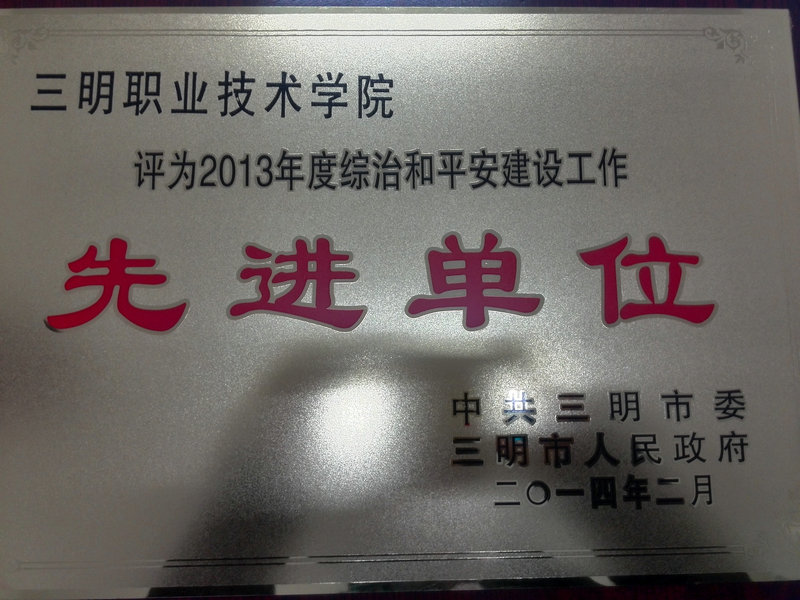 三明职业技术学院
评为2013年度综治和平安建设工作
先进单位
中共三明市委
三明市人民政府
二〇一四年二月